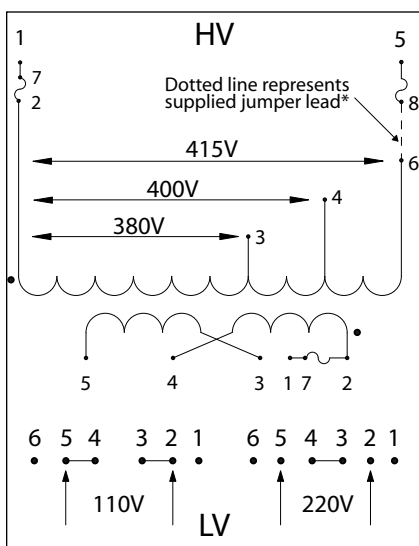 1 HV 5
7
2
8
Dotted line represents
supplied jumper lead*
415V
6
400V
4
380V
3
5 4 3 1 7 2
6 5 4 3 2 1 6 5 4 3 2 1
110V 220V
LV